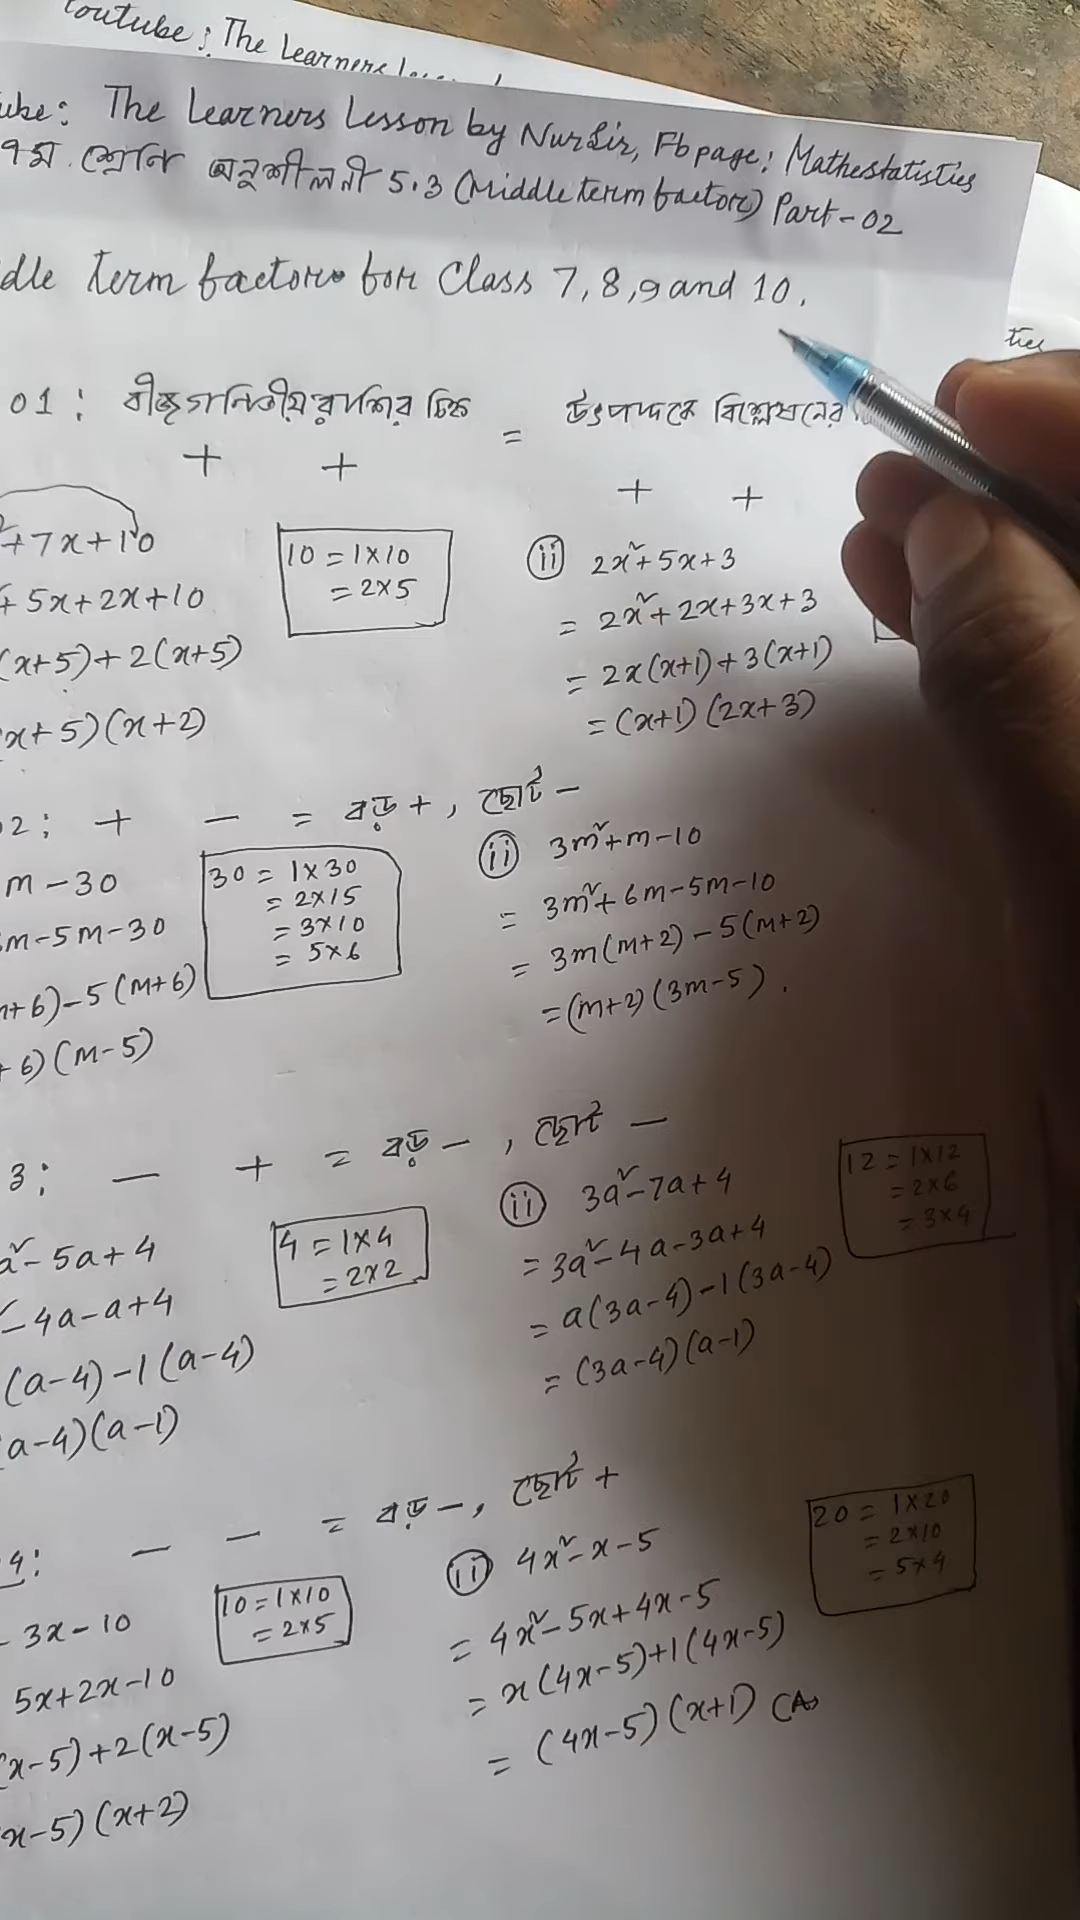 Youtube: The Learners
The Learners Lesson by Nur Sir, Fb page: Mathestatistics
৭ম শ্রেনি অনুশীলনী 5.3 (Middle term factor) Part-02
dle term factor for Class 7,8,9 and 10.
01: বীজগানিতীয় রাশির চিহ্ন = উৎপাদকে বিশ্লেষনের
+ + + +
+7x+10
10 = 1×10
= 2×5
(ii) 2x²+5x+3
+5x+2x+10
= 2x²+2x+3x+3
(x+5)+2(x+5)
= 2x(x+1)+3(x+1)
x+5)(x+2)
= (x+1)(2x+3)
2: + − = বড় +, ছোট −
m-30
30 = 1×30
= 2×15
= 3×10
= 5×6
(ii) 3m²+m-10
m-5m-30
= 3m²+6m-5m-10
+6)-5(m+6)
= 3m(m+2)-5(m+2)
+6)(m-5)
= (m+2)(3m-5).
3: − + = বড় −, ছোট −
a²-5a+4
4 = 1×4
= 2×2
(ii) 3a²-7a+4
12 = 1×12
= 2×6
= 3×4
-4a-a+4
= 3a²-4a-3a+4
(a-4)-1(a-4)
= a(3a-4)-1(3a-4)
a-4)(a-1)
= (3a-4)(a-1)
4: − − = বড় −, ছোট +
-3x-10
10 = 1×10
= 2×5
(ii) 4x²-x-5
20 = 1×20
= 2×10
= 5×4
5x+2x-10
= 4x²-5x+4x-5
(x-5)+2(x-5)
= x(4x-5)+1(4x-5)
x-5)(x+2)
= (4x-5)(x+1)